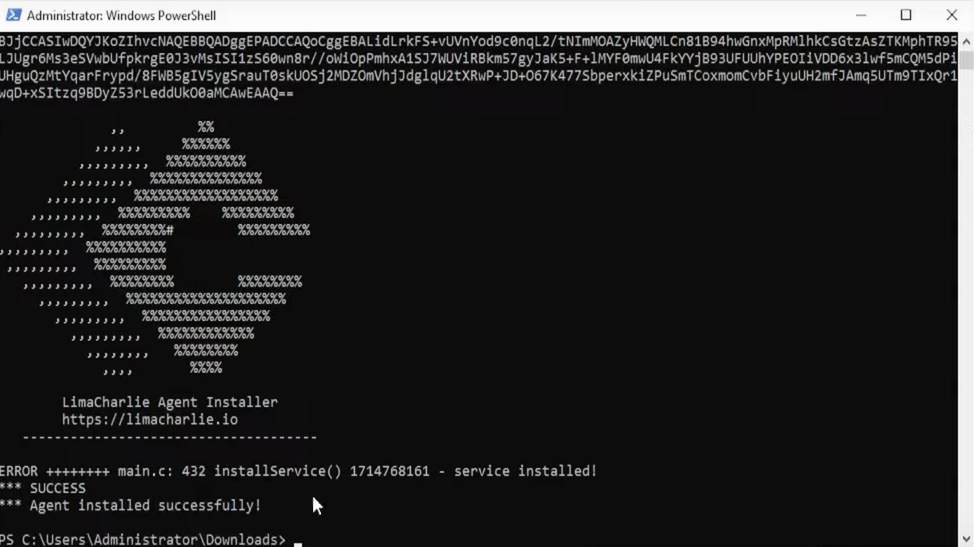 Administrator: Windows PowerShell
BJjCCASIwDQYJKoZIhvcNAQEBBQADggEPADCCAQoCggEBALidLrkFS+vUVnYod9c0nqL2/tNImMOAZyHWQMLCn81B94hwGnxMpRMlhkCsGtzAsZTKMphTR95
LJUgr6Ms3eSVwbUfpkrgE0J3vMsISI1zS60wn8r//oWiOpPmhxA1SJ7WUViRBkm57gyJaK5+F+lMYF0mwU4FkYYjB93UFUUhYPEOIiVDD6x3lwf5mCQM5dPi
UHguQzMtYqarFrypd/8FWB5gIV5ygSrauT0skUOSj2MDZOmVhjJdglqU2tXRwP+JD+O67K477SbperxkiZPuSmTCoxmomCvbFiyuUH2mfJAmq5UTm9TIxQr1
wqD+xSItzq9BDyZ53rLeddUkO0aMCAwEAAQ==
LimaCharlie Agent Installer
https://limacharlie.io
-------------------------------------
ERROR ++++++++ main.c: 432 installService() 1714768161 - service installed!
*** SUCCESS
*** Agent installed successfully!
PS C:\Users\Administrator\Downloads>